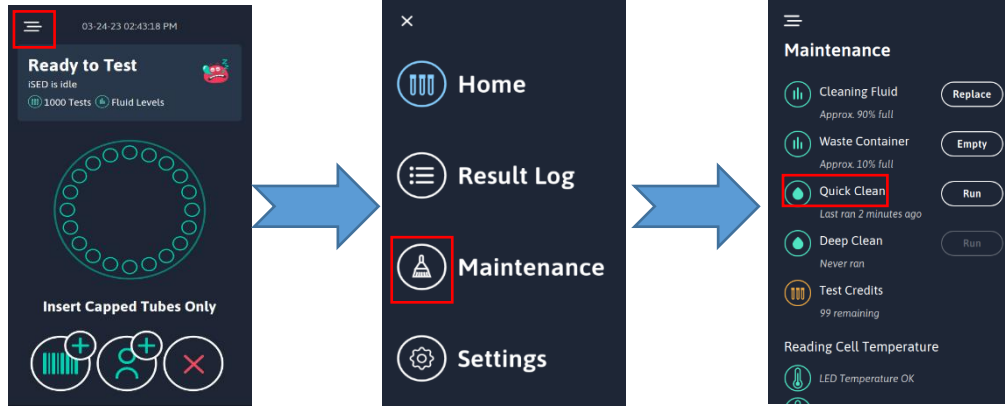 03-24-23 02:43:18 PM
Ready to Test
iSED is idle
1000 Tests Fluid Levels
Insert Capped Tubes Only
Home
Result Log
Maintenance
Settings
Maintenance
Cleaning Fluid Replace
Approx. 90% full
Waste Container Empty
Approx. 10% full
Quick Clean Run
Last ran 2 minutes ago
Deep Clean Run
Never ran
Test Credits
99 remaining
Reading Cell Temperature
LED Temperature OK